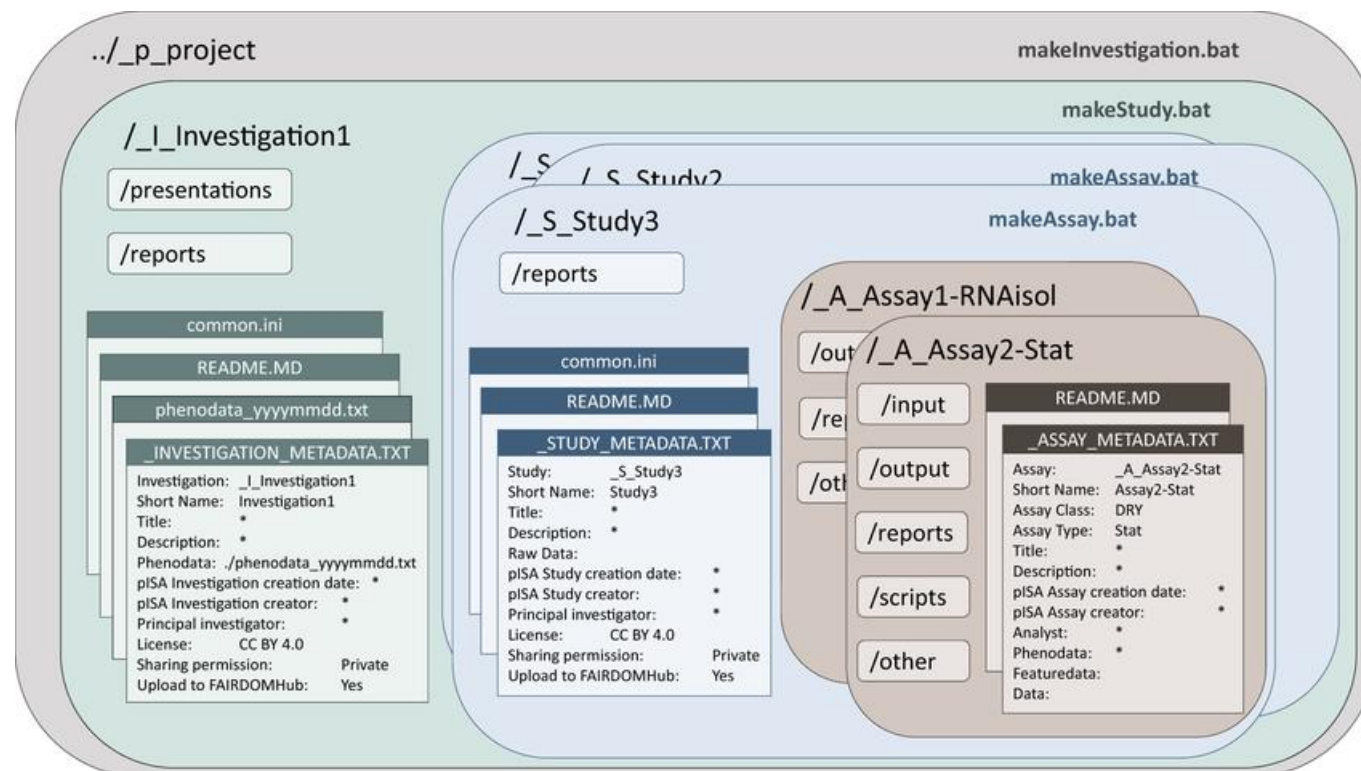 ../_p_project
makeInvestigation.bat
makeStudy.bat
/_I_Investigation1
/presentations
/reports
common.ini
README.MD
phenodata_yyyymmdd.txt
_INVESTIGATION_METADATA.TXT
Investigation: _I_Investigation1
Short Name: Investigation1
Title: *
Description: *
Phenodata: ./phenodata_yyyymmdd.txt
pISA Investigation creation date: *
pISA Investigation creator: *
Principal investigator: *
License: CC BY 4.0
Sharing permission: Private
Upload to FAIRDOMHub: Yes
/_S
/_S_Study2
makeAssay.bat
/_S_Study3
makeAssay.bat
/reports
common.ini
README.MD
_STUDY_METADATA.TXT
Study: _S_Study3
Short Name: Study3
Title: *
Description: *
Raw Data:
pISA Study creation date: *
pISA Study creator: *
Principal investigator: *
License: CC BY 4.0
Sharing permission: Private
Upload to FAIRDOMHub: Yes
/_A_Assay1-RNAisol
/out
/re
/oth
/_A_Assay2-Stat
/input
/output
/reports
/scripts
/other
README.MD
_ASSAY_METADATA.TXT
Assay: _A_Assay2-Stat
Short Name: Assay2-Stat
Assay Class: DRY
Assay Type: Stat
Title: *
Description: *
pISA Assay creation date: *
pISA Assay creator: *
Analyst: *
Phenodata: *
Featuredata:
Data: